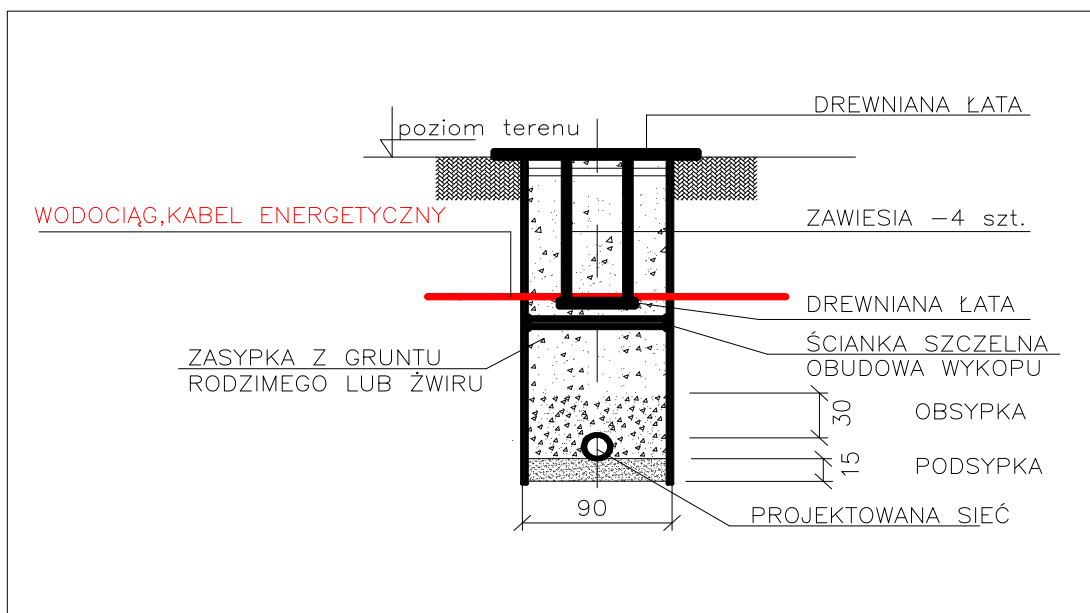 DREWNIANA ŁATA
poziom terenu
WODOCIĄG,KABEL ENERGETYCZNY
ZAWIESIA -4 szt.
DREWNIANA ŁATA
ŚCIANKA SZCZELNA
OBUDOWA WYKOPU
ZASYPKA Z GRUNTU
RODZIMEGO LUB ŻWIRU
30
OBSYPKA
15
PODSYPKA
90
PROJEKTOWANA SIEĆ